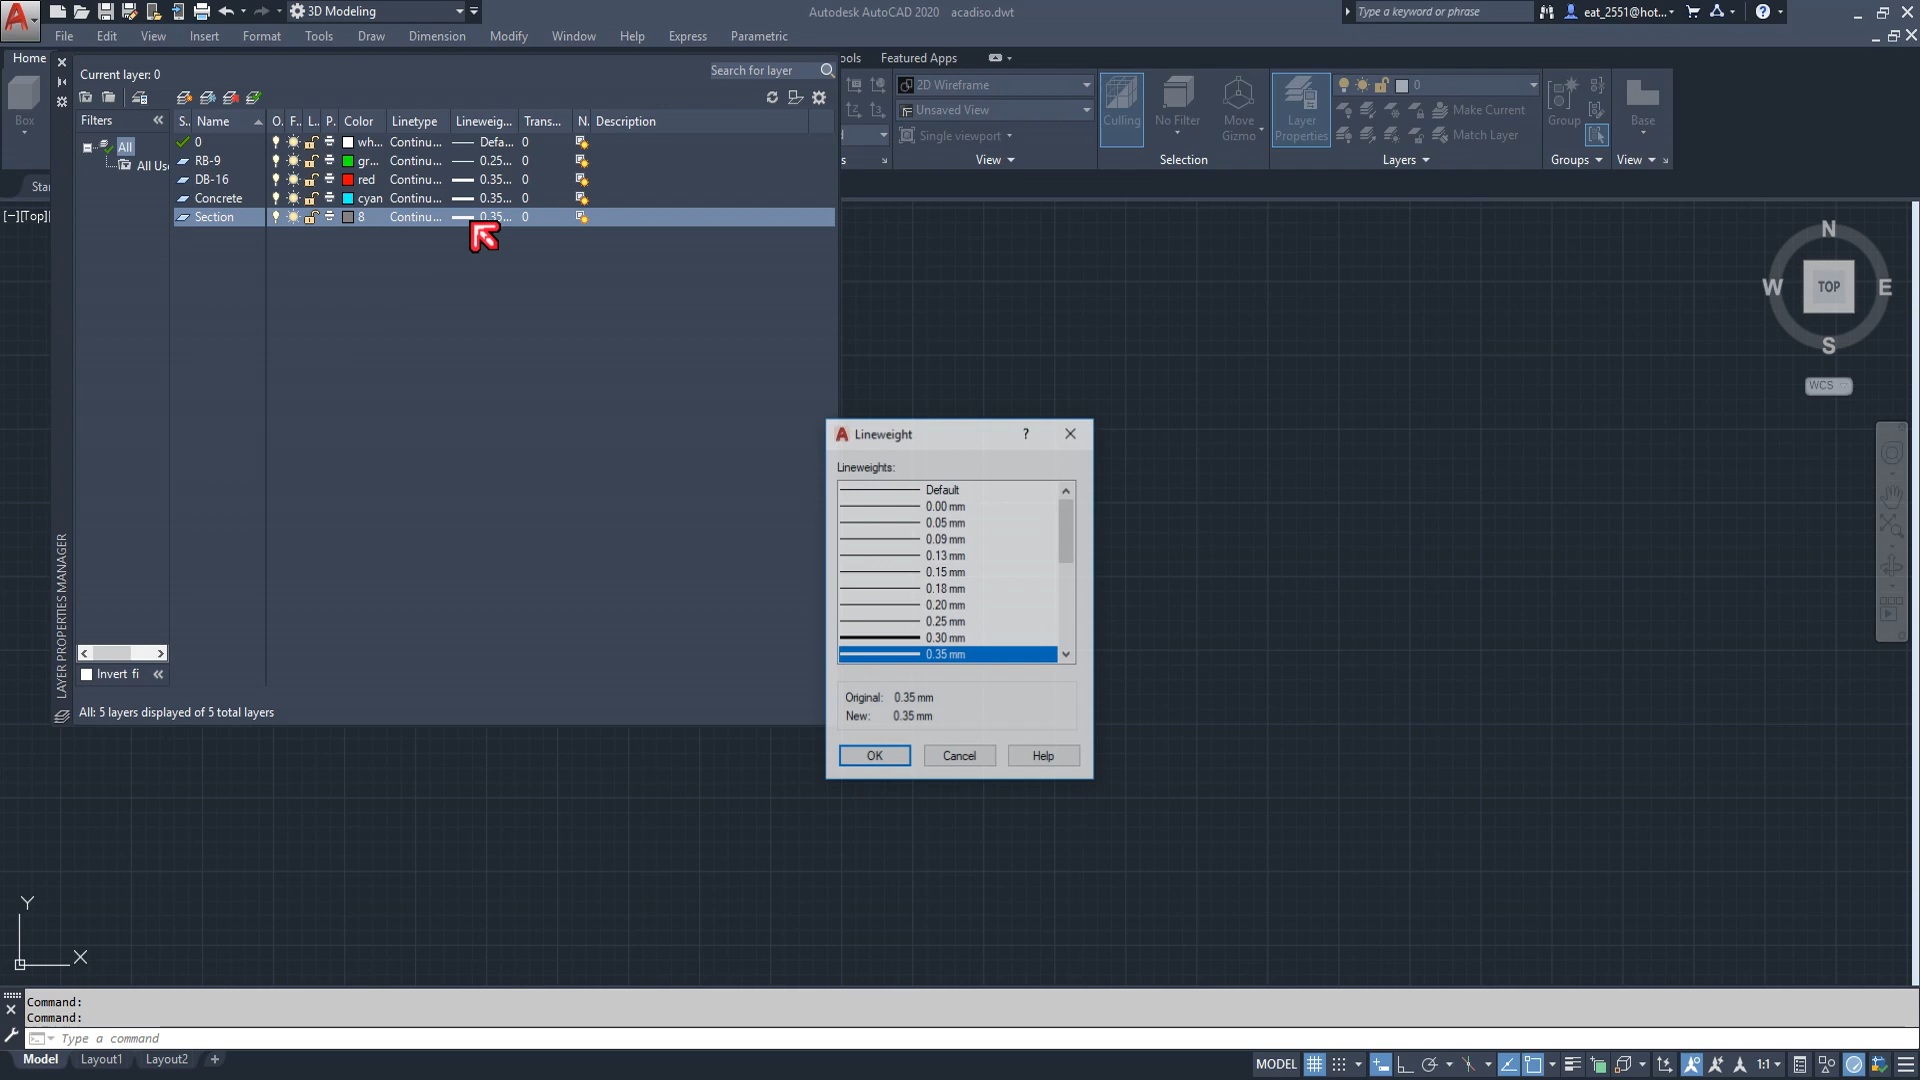 3D Modeling
Autodesk AutoCAD 2020 acadiso.dwt
Type a keyword or phrase
eat_2551@hot...
File Edit View Insert Format Tools Draw Dimension Modify Window Help Express Parametric
Home
Featured Apps
Current layer: 0
Search for layer
2D Wireframe
Unsaved View
Single viewport
View
Culling
No Filter
Move
Gizmo
Selection
Layer
Properties
0
Make Current
Match Layer
Layers
Group
Groups
Base
View
Box
Filters
S. Name O. F.. L.. P. Color Linetype Lineweig... Trans... N. Description
All
0 wh... Continu... Defa... 0
RB-9 gr... Continu... 0.25... 0
DB-16 red Continu... 0.35... 0
Concrete cyan Continu... 0.35... 0
Section 8 Continu... 0.35... 0
[−][Top]
N
W TOP E
S
WCS
Lineweight
Lineweights:
Default
0.00 mm
0.05 mm
0.09 mm
0.13 mm
0.15 mm
0.18 mm
0.20 mm
0.25 mm
0.30 mm
0.35 mm
Original: 0.35 mm
New: 0.35 mm
OK Cancel Help
LAYER PROPERTIES MANAGER
Invert fi
All: 5 layers displayed of 5 total layers
Y
X
Command:
Command:
Type a command
Model Layout1 Layout2 +
MODEL 1:1